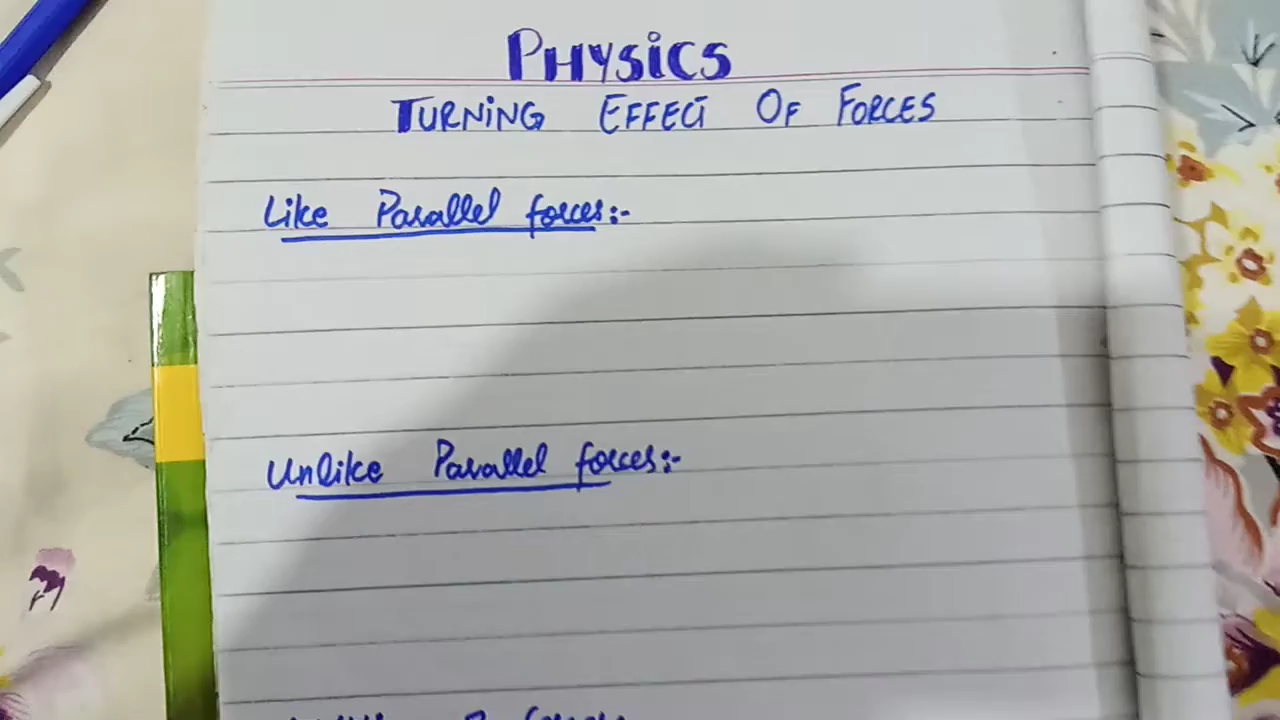 PHYSICS
TURNING EFFECT OF FORCES
Like Parallel forces:-
Unlike Parallel forces:-